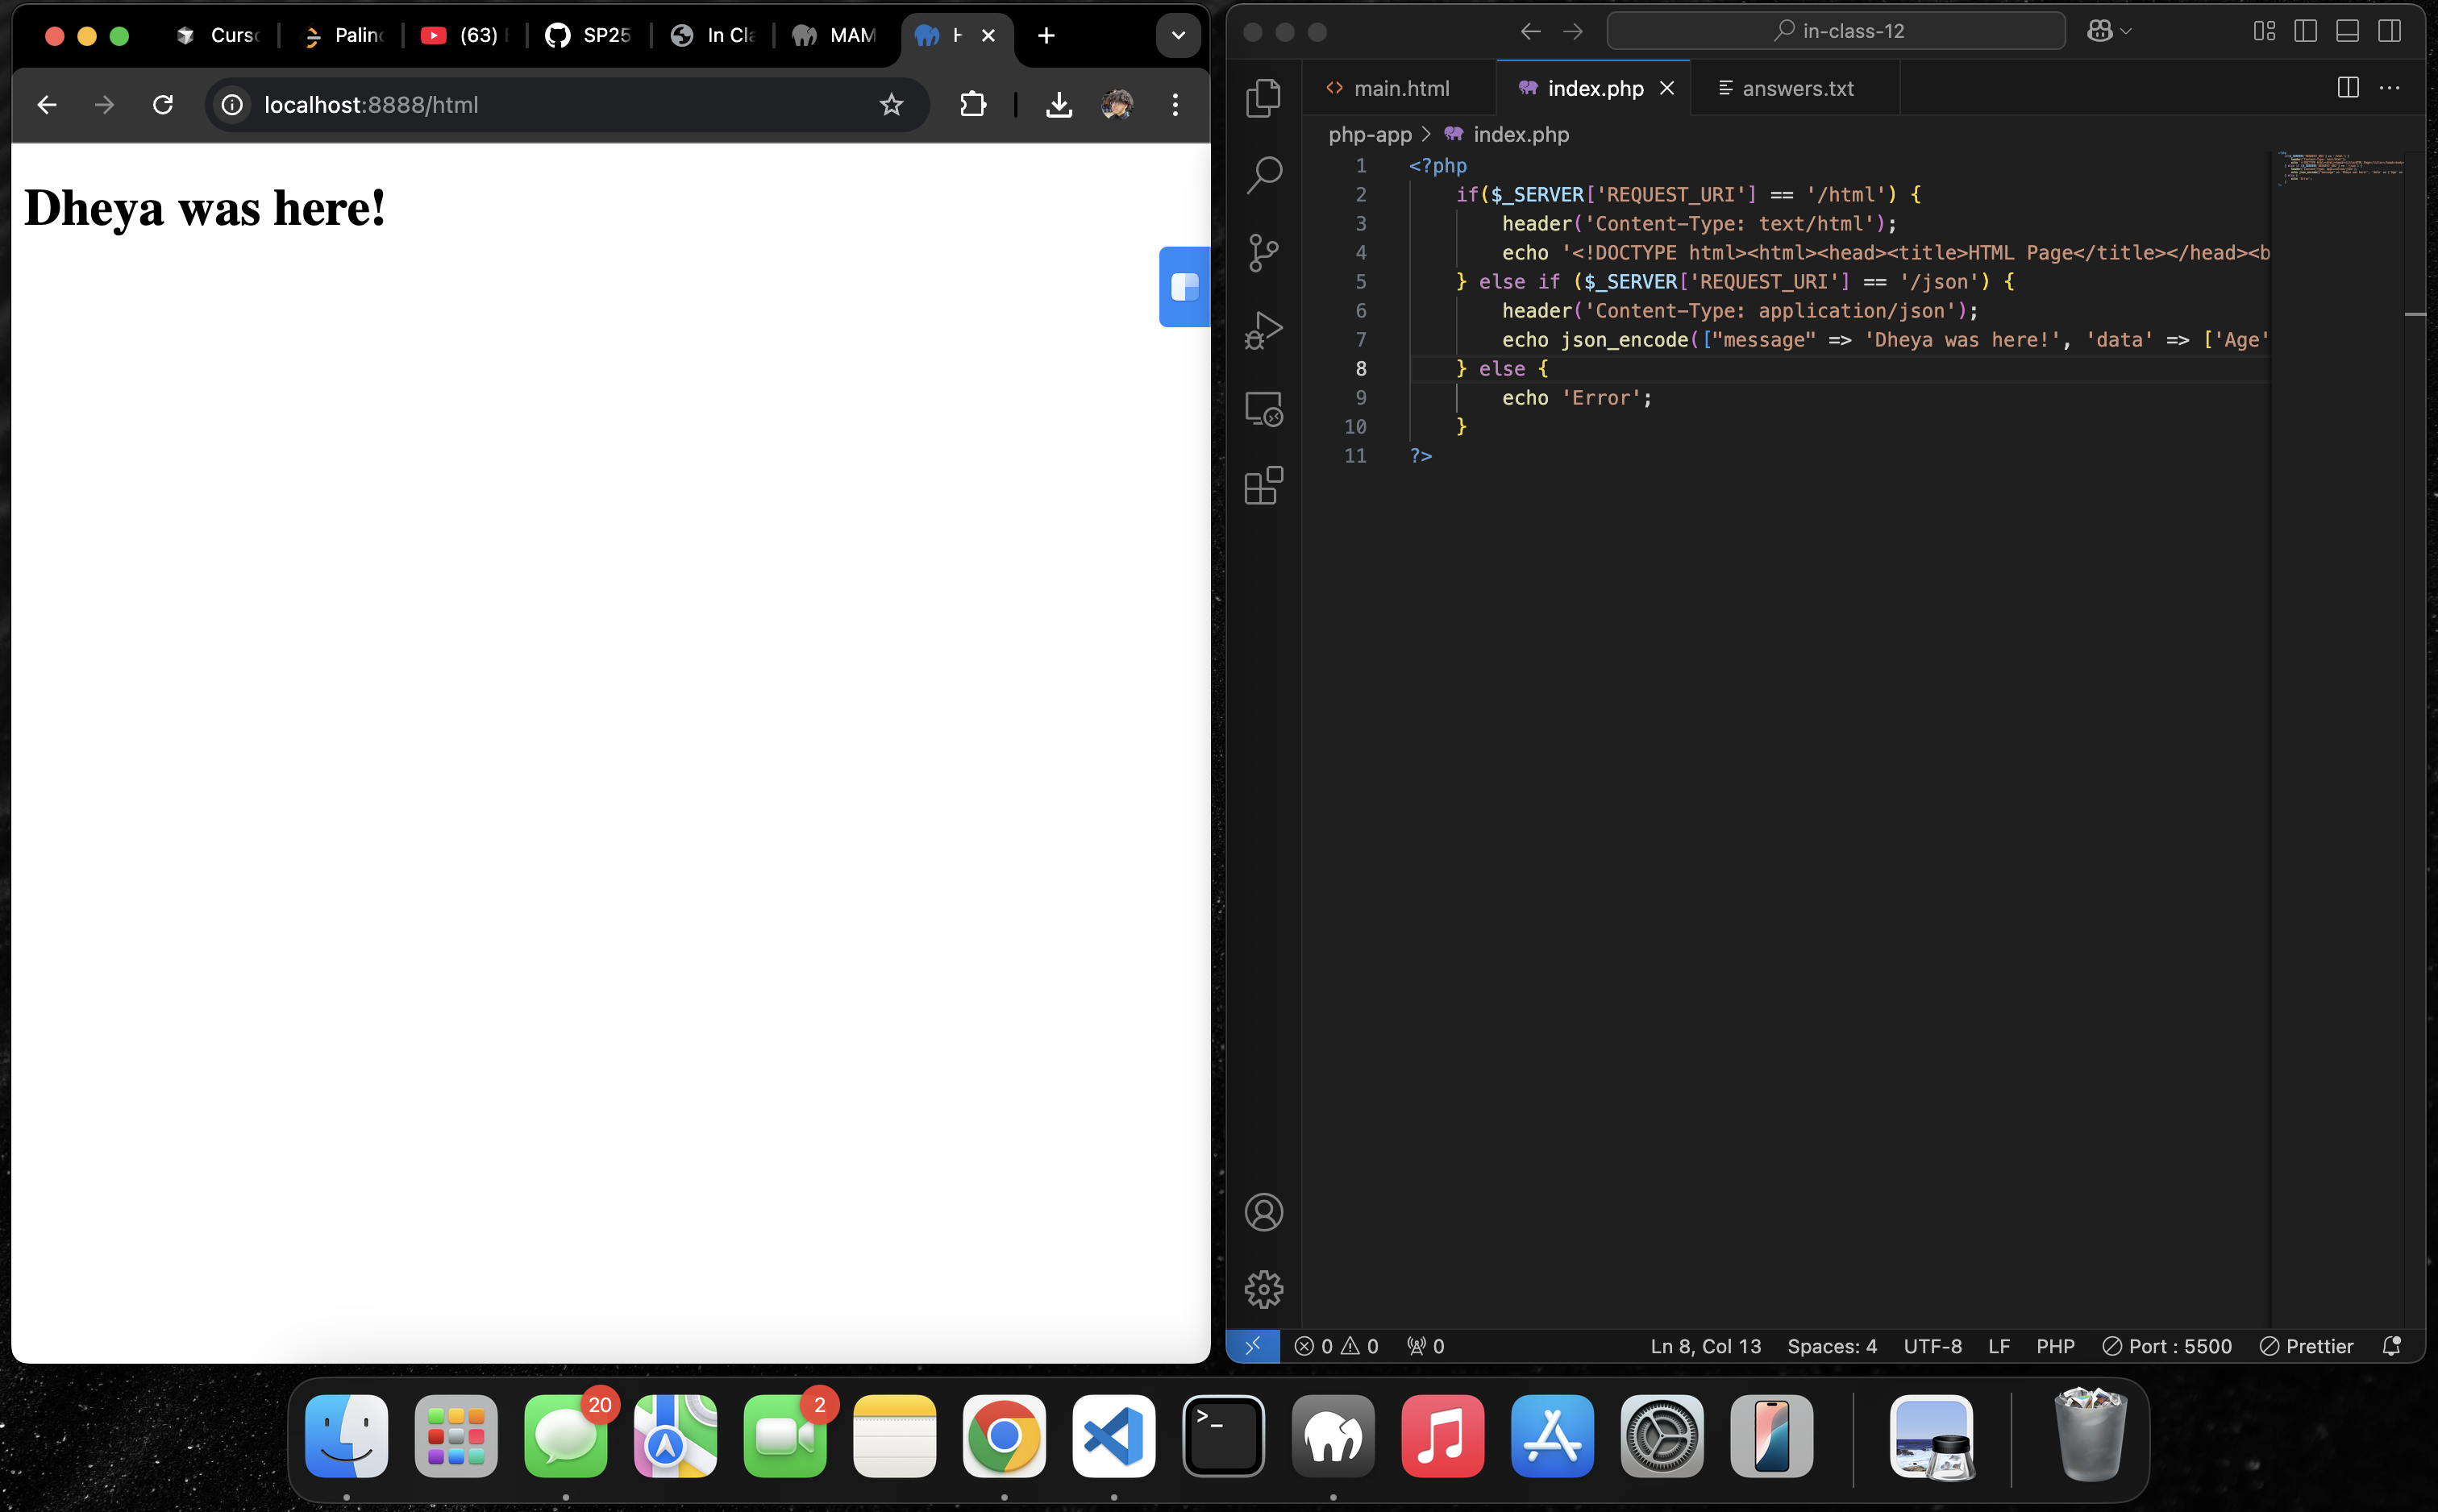 Curs
Palin
(63)
SP25
In Cla
MAM
H
localhost:8888/html
Dheya was here!
in-class-12
main.html
index.php
answers.txt
php-app > index.php
1 <?php
2 if($_SERVER['REQUEST_URI'] == '/html') {
3 header('Content-Type: text/html');
4 echo '<!DOCTYPE html><html><head><title>HTML Page</title></head><b
5 } else if ($_SERVER['REQUEST_URI'] == '/json') {
6 header('Content-Type: application/json');
7 echo json_encode(["message" => 'Dheya was here!', 'data' => ['Age'
8 } else {
9 echo 'Error';
10 }
11 ?>
0 0 0 Ln 8, Col 13 Spaces: 4 UTF-8 LF PHP Port : 5500 Prettier
20
2
>_